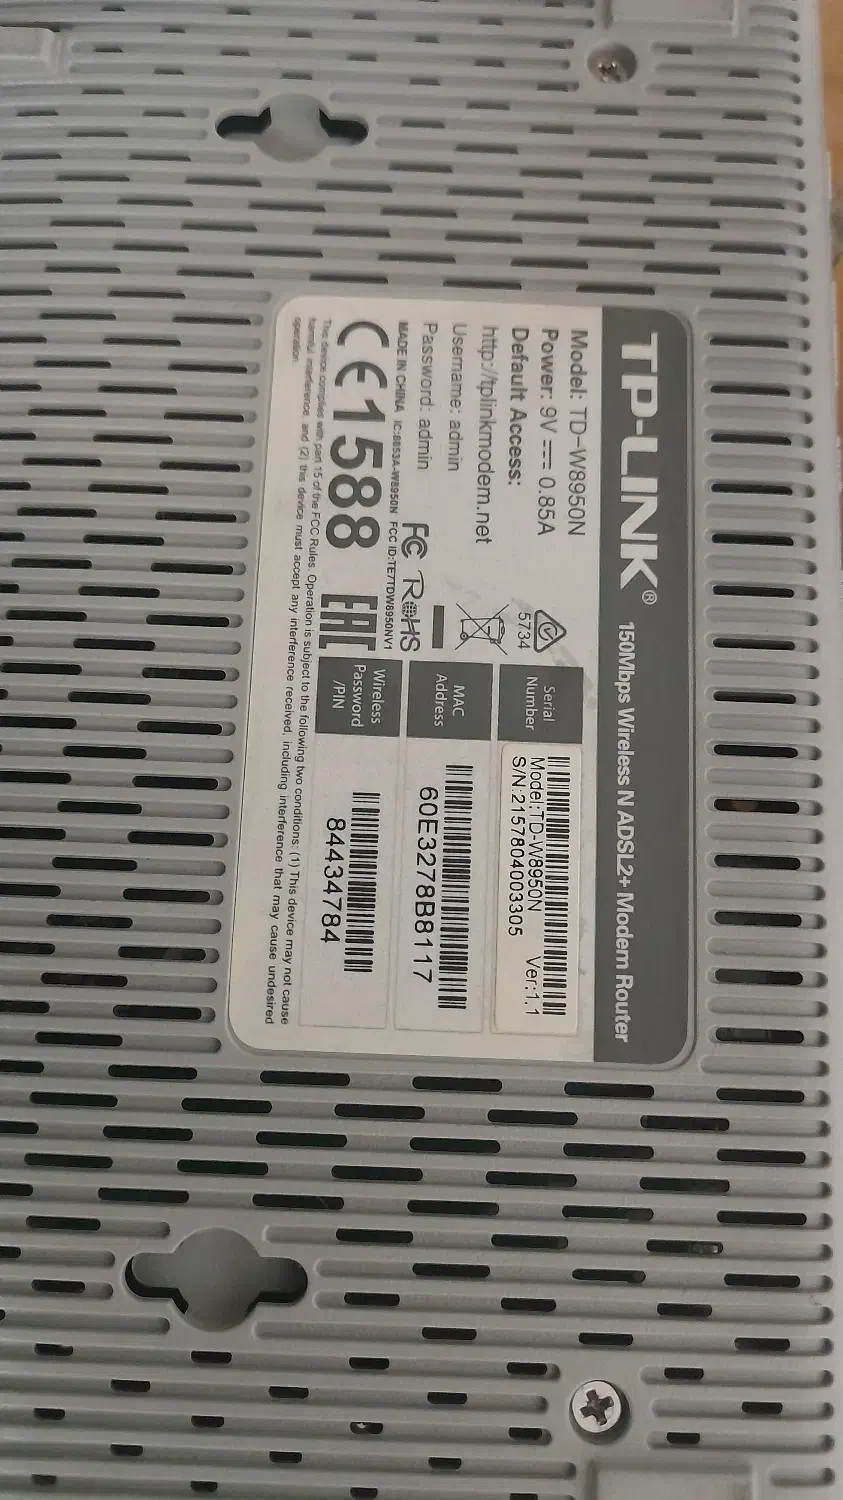 TP-LINK® 150Mbps Wireless N ADSL2+ Modem Router
Model: TD-W8950N
Power: 9V ⎓ 0.85A
Default Access:
http://tplinkmodem.net
Username: admin
Password: admin
5734
FC RoHS
MADE IN CHINA IC:8853A-W8950N FCC ID:TE7TDW8950NV1
CE1588 EAC
Serial
Number
Model:TD-W8950N Ver:1.1
S/N:2157804003305
MAC
Address
60E3278B8117
Wireless
Password
/PIN
84434784
This device complies with part 15 of the FCC Rules. Operation is subject to the following two conditions: (1) This device may not cause
harmful interference, and (2) this device must accept any interference received, including interference that may cause undesired
operation.